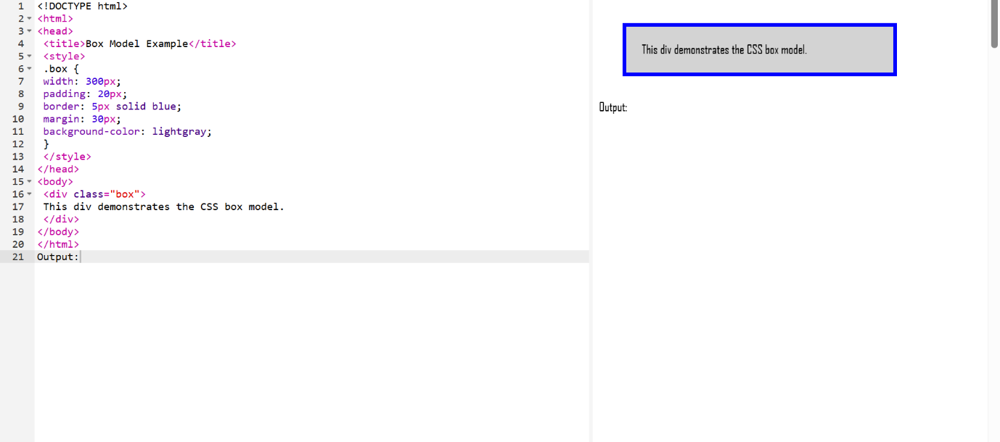 1 <!DOCTYPE html>
2 <html>
3 <head>
4 <title>Box Model Example</title>
5 <style>
6 .box {
7 width: 300px;
8 padding: 20px;
9 border: 5px solid blue;
10 margin: 30px;
11 background-color: lightgray;
12 }
13 </style>
14 </head>
15 <body>
16 <div class="box">
17 This div demonstrates the CSS box model.
18 </div>
19 </body>
20 </html>
21 Output:
This div demonstrates the CSS box model.
Output: